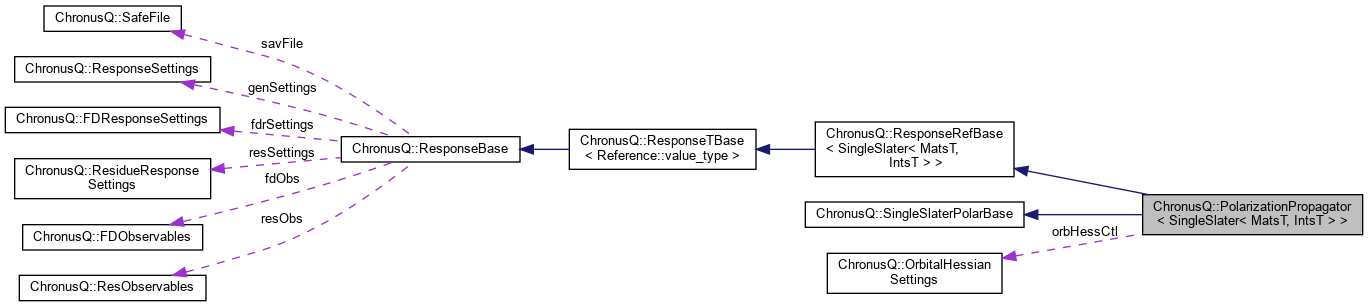 ChronusQ::SafeFile
savFile
ChronusQ::ResponseSettings
genSettings
ChronusQ::FDResponseSettings
fdrSettings
ChronusQ::ResidueResponse
Settings
resSettings
ChronusQ::FDObservables
fdObs
ChronusQ::ResObservables
resObs
ChronusQ::ResponseBase
ChronusQ::ResponseTBase
< Reference::value_type >
ChronusQ::ResponseRefBase
< SingleSlater< MatsT,
IntsT > >
ChronusQ::SingleSlaterPolarBase
ChronusQ::OrbitalHessian
Settings
orbHessCtl
ChronusQ::PolarizationPropagator
< SingleSlater< MatsT, IntsT > >